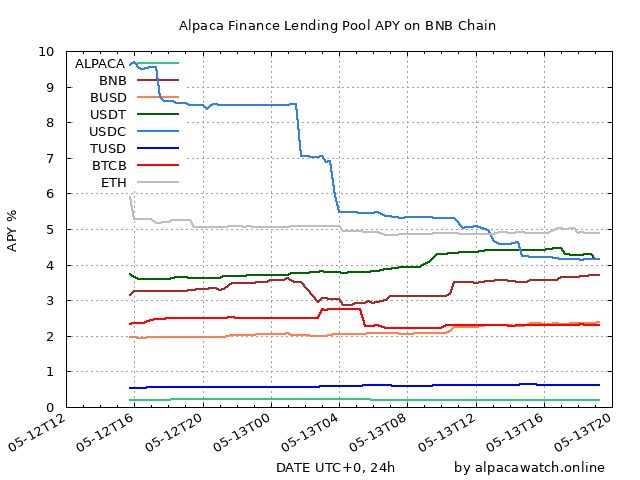 Alpaca Finance Lending Pool APY on BNB Chain
10
9
8
7
6
5
4
3
2
1
0
APY %
ALPACA
BNB
BUSD
USDT
USDC
TUSD
BTCB
ETH
05-12T12
05-12T16
05-12T20
05-13T00
05-13T04
05-13T08
05-13T12
05-13T16
05-13T20
DATE UTC+0, 24h
by alpacawatch.online